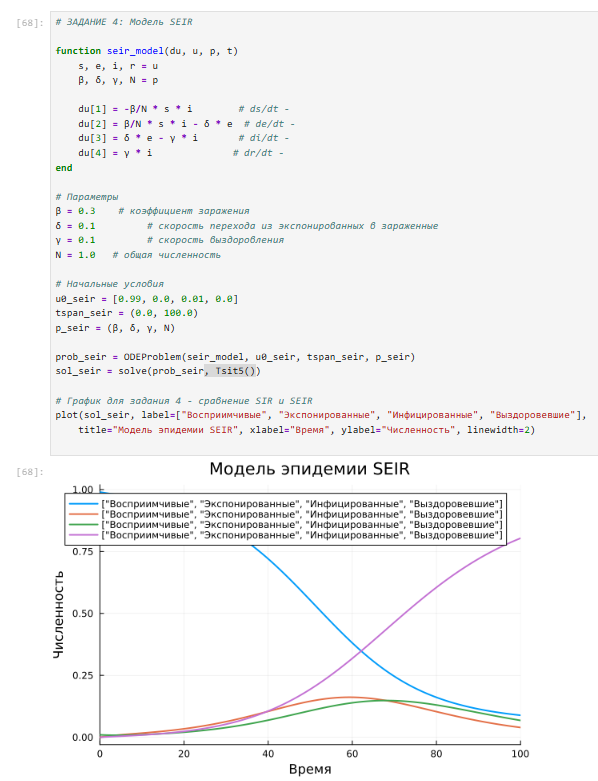 [68]:
# ЗАДАНИЕ 4: Модель SEIR
function seir_model(du, u, p, t)
s, e, i, r = u
β, δ, γ, N = p
du[1] = -β/N * s * i # ds/dt -
du[2] = β/N * s * i - δ * e # de/dt -
du[3] = δ * e - γ * i # di/dt -
du[4] = γ * i # dr/dt -
end
# Параметры
β = 0.3 # коэффициент заражения
δ = 0.1 # скорость перехода из экспонированных в зараженные
γ = 0.1 # скорость выздоровления
N = 1.0 # общая численность
# Начальные условия
u0_seir = [0.99, 0.0, 0.01, 0.0]
tspan_seir = (0.0, 100.0)
p_seir = (β, δ, γ, N)
prob_seir = ODEProblem(seir_model, u0_seir, tspan_seir, p_seir)
sol_seir = solve(prob_seir, Tsit5())
# График для задания 4 - сравнение SIR и SEIR
plot(sol_seir, label=["Восприимчивые", "Экспонированные", "Инфицированные", "Выздоровевшие"],
title="Модель эпидемии SEIR", xlabel="Время", ylabel="Численность", linewidth=2)
[68]:
Модель эпидемии SEIR
1.00
["Восприимчивые", "Экспонированные", "Инфицированные", "Выздоровевшие"]
["Восприимчивые", "Экспонированные", "Инфицированные", "Выздоровевшие"]
["Восприимчивые", "Экспонированные", "Инфицированные", "Выздоровевшие"]
["Восприимчивые", "Экспонированные", "Инфицированные", "Выздоровевшие"]
0.75
Численность
0.50
0.25
0.00
0 20 40 60 80 100
Время